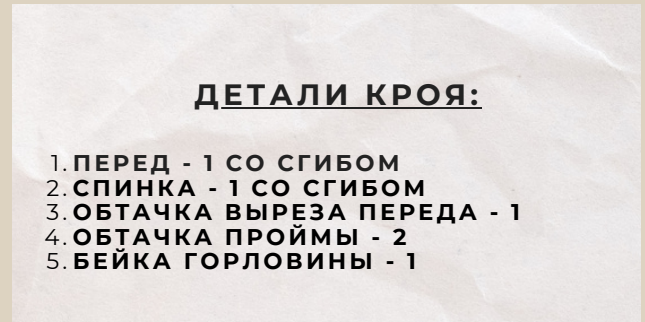 ДЕТАЛИ КРОЯ:
1. ПЕРЕД - 1 СО СГИБОМ
2. СПИНКА - 1 СО СГИБОМ
3. ОБТАЧКА ВЫРЕЗА ПЕРЕДА - 1
4. ОБТАЧКА ПРОЙМЫ - 2
5. БЕЙКА ГОРЛОВИНЫ - 1